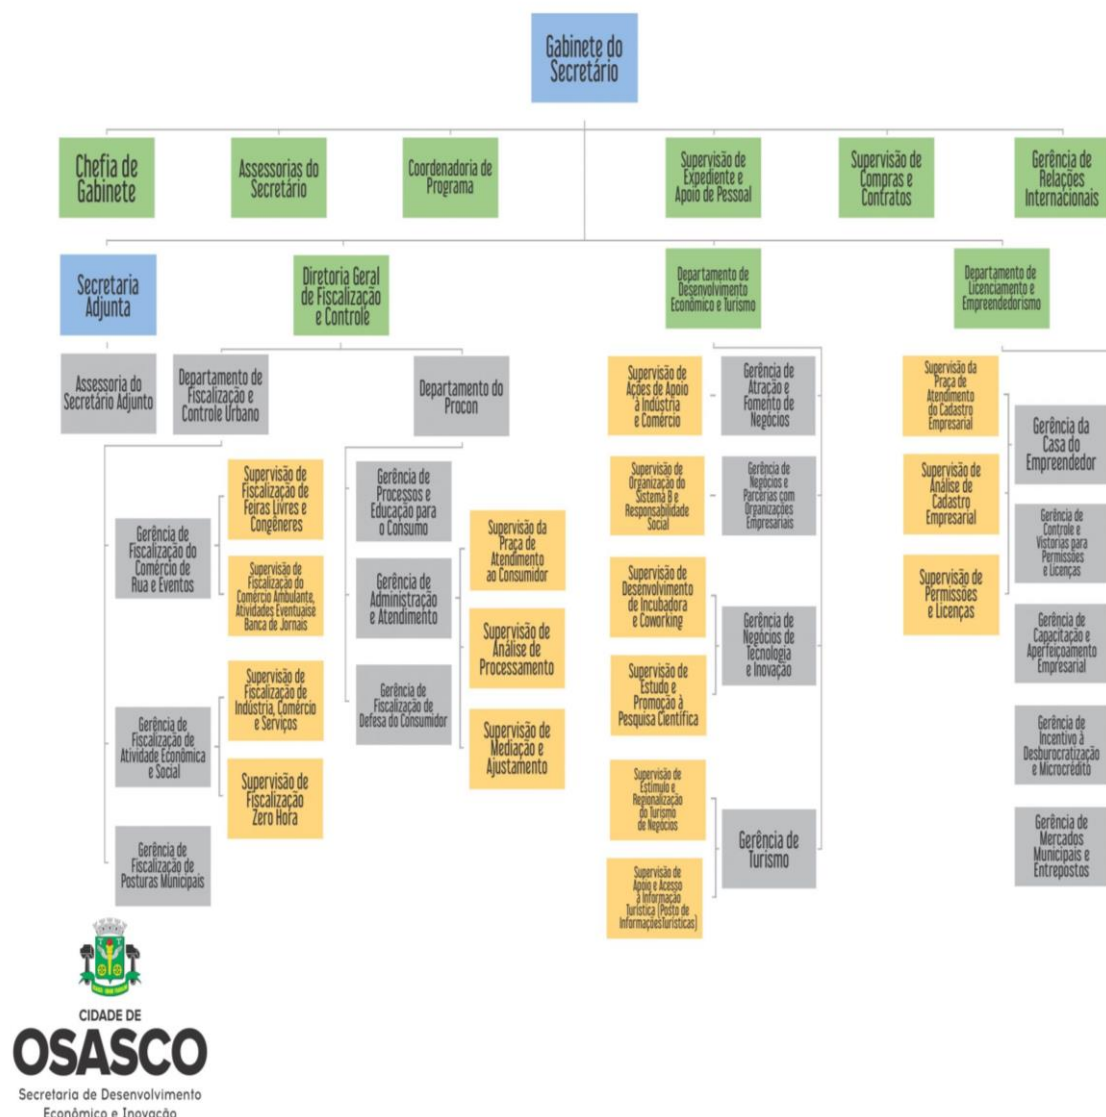 Gabinete do
Secretário
Chefia de
Gabinete
Assessorias do
Secretário
Coordenadoria de
Programa
Supervisão de
Expediente e
Apoio de Pessoal
Supervisão de
Compras e
Contratos
Gerência de
Relações
Internacionais
Secretaria
Adjunta
Diretoria Geral
de Fiscalização
e Controle
Departamento de
Desenvolvimento
Econômico e Turismo
Departamento de
Licenciamento e
Empreendedorismo
Assessoria do
Secretário Adjunto
Departamento de
Fiscalização e
Controle Urbano
Departamento do
Procon
Gerência de
Fiscalização do
Comércio de
Rua e Eventos
Supervisão de
Fiscalização de
Feiras Livres e
Congêneres
Supervisão de
Fiscalização do
Comércio Ambulante,
Atividades Eventuaise
Banca de Jornais
Gerência de
Fiscalização de
Atividade Econômica
e Social
Supervisão de
Fiscalização de
Indústria, Comércio
e Serviços
Supervisão de
Fiscalização
Zero Hora
Gerência de
Fiscalização de
Posturas Municipais
Gerência de
Processos e
Educação para
o Consumo
Gerência de
Administração
e Atendimento
Gerência de
Fiscalização de
Defesa do Consumidor
Supervisão da
Praça de
Atendimento
ao Consumidor
Supervisão de
Análise de
Processamento
Supervisão de
Mediação e
Ajustamento
Supervisão de
Ações de Apoio
à Indústria
e Comércio
Gerência de
Atração e
Fomento de
Negócios
Supervisão de
Organização do
Sistema B e
Responsabilidade
Social
Gerência de
Negócios e
Parcerias com
Organizações
Empresariais
Supervisão de
Desenvolvimento
de Incubadora
e Coworking
Supervisão de
Estudo e
Promoção à
Pesquisa Científica
Gerência de
Negócios de
Tecnologia
e Inovação
Supervisão de
Estímulo e
Regionalização
do Turismo
de Negócios
Supervisão de
Apoio e Acesso
à Informação
Turística (Posto de
InformaçõesTurísticas)
Gerência de
Turismo
Supervisão da
Praça de
Atendimento
do Cadastro
Empresarial
Supervisão de
Análise de
Cadastro
Empresarial
Supervisão de
Permissões
e Licenças
Gerência da
Casa do
Empreendedor
Gerência de
Controle e
Vistorias para
Permissões
e Licenças
Gerência de
Capacitação e
Aperfeiçoamento
Empresarial
Gerência de
Incentivo à
Desburocratização
e Microcrédito
Gerência de
Mercados
Municipais e
Entrepostos
CIDADE DE
OSASCO
Secretaria de Desenvolvimento
Econômico e Inovação